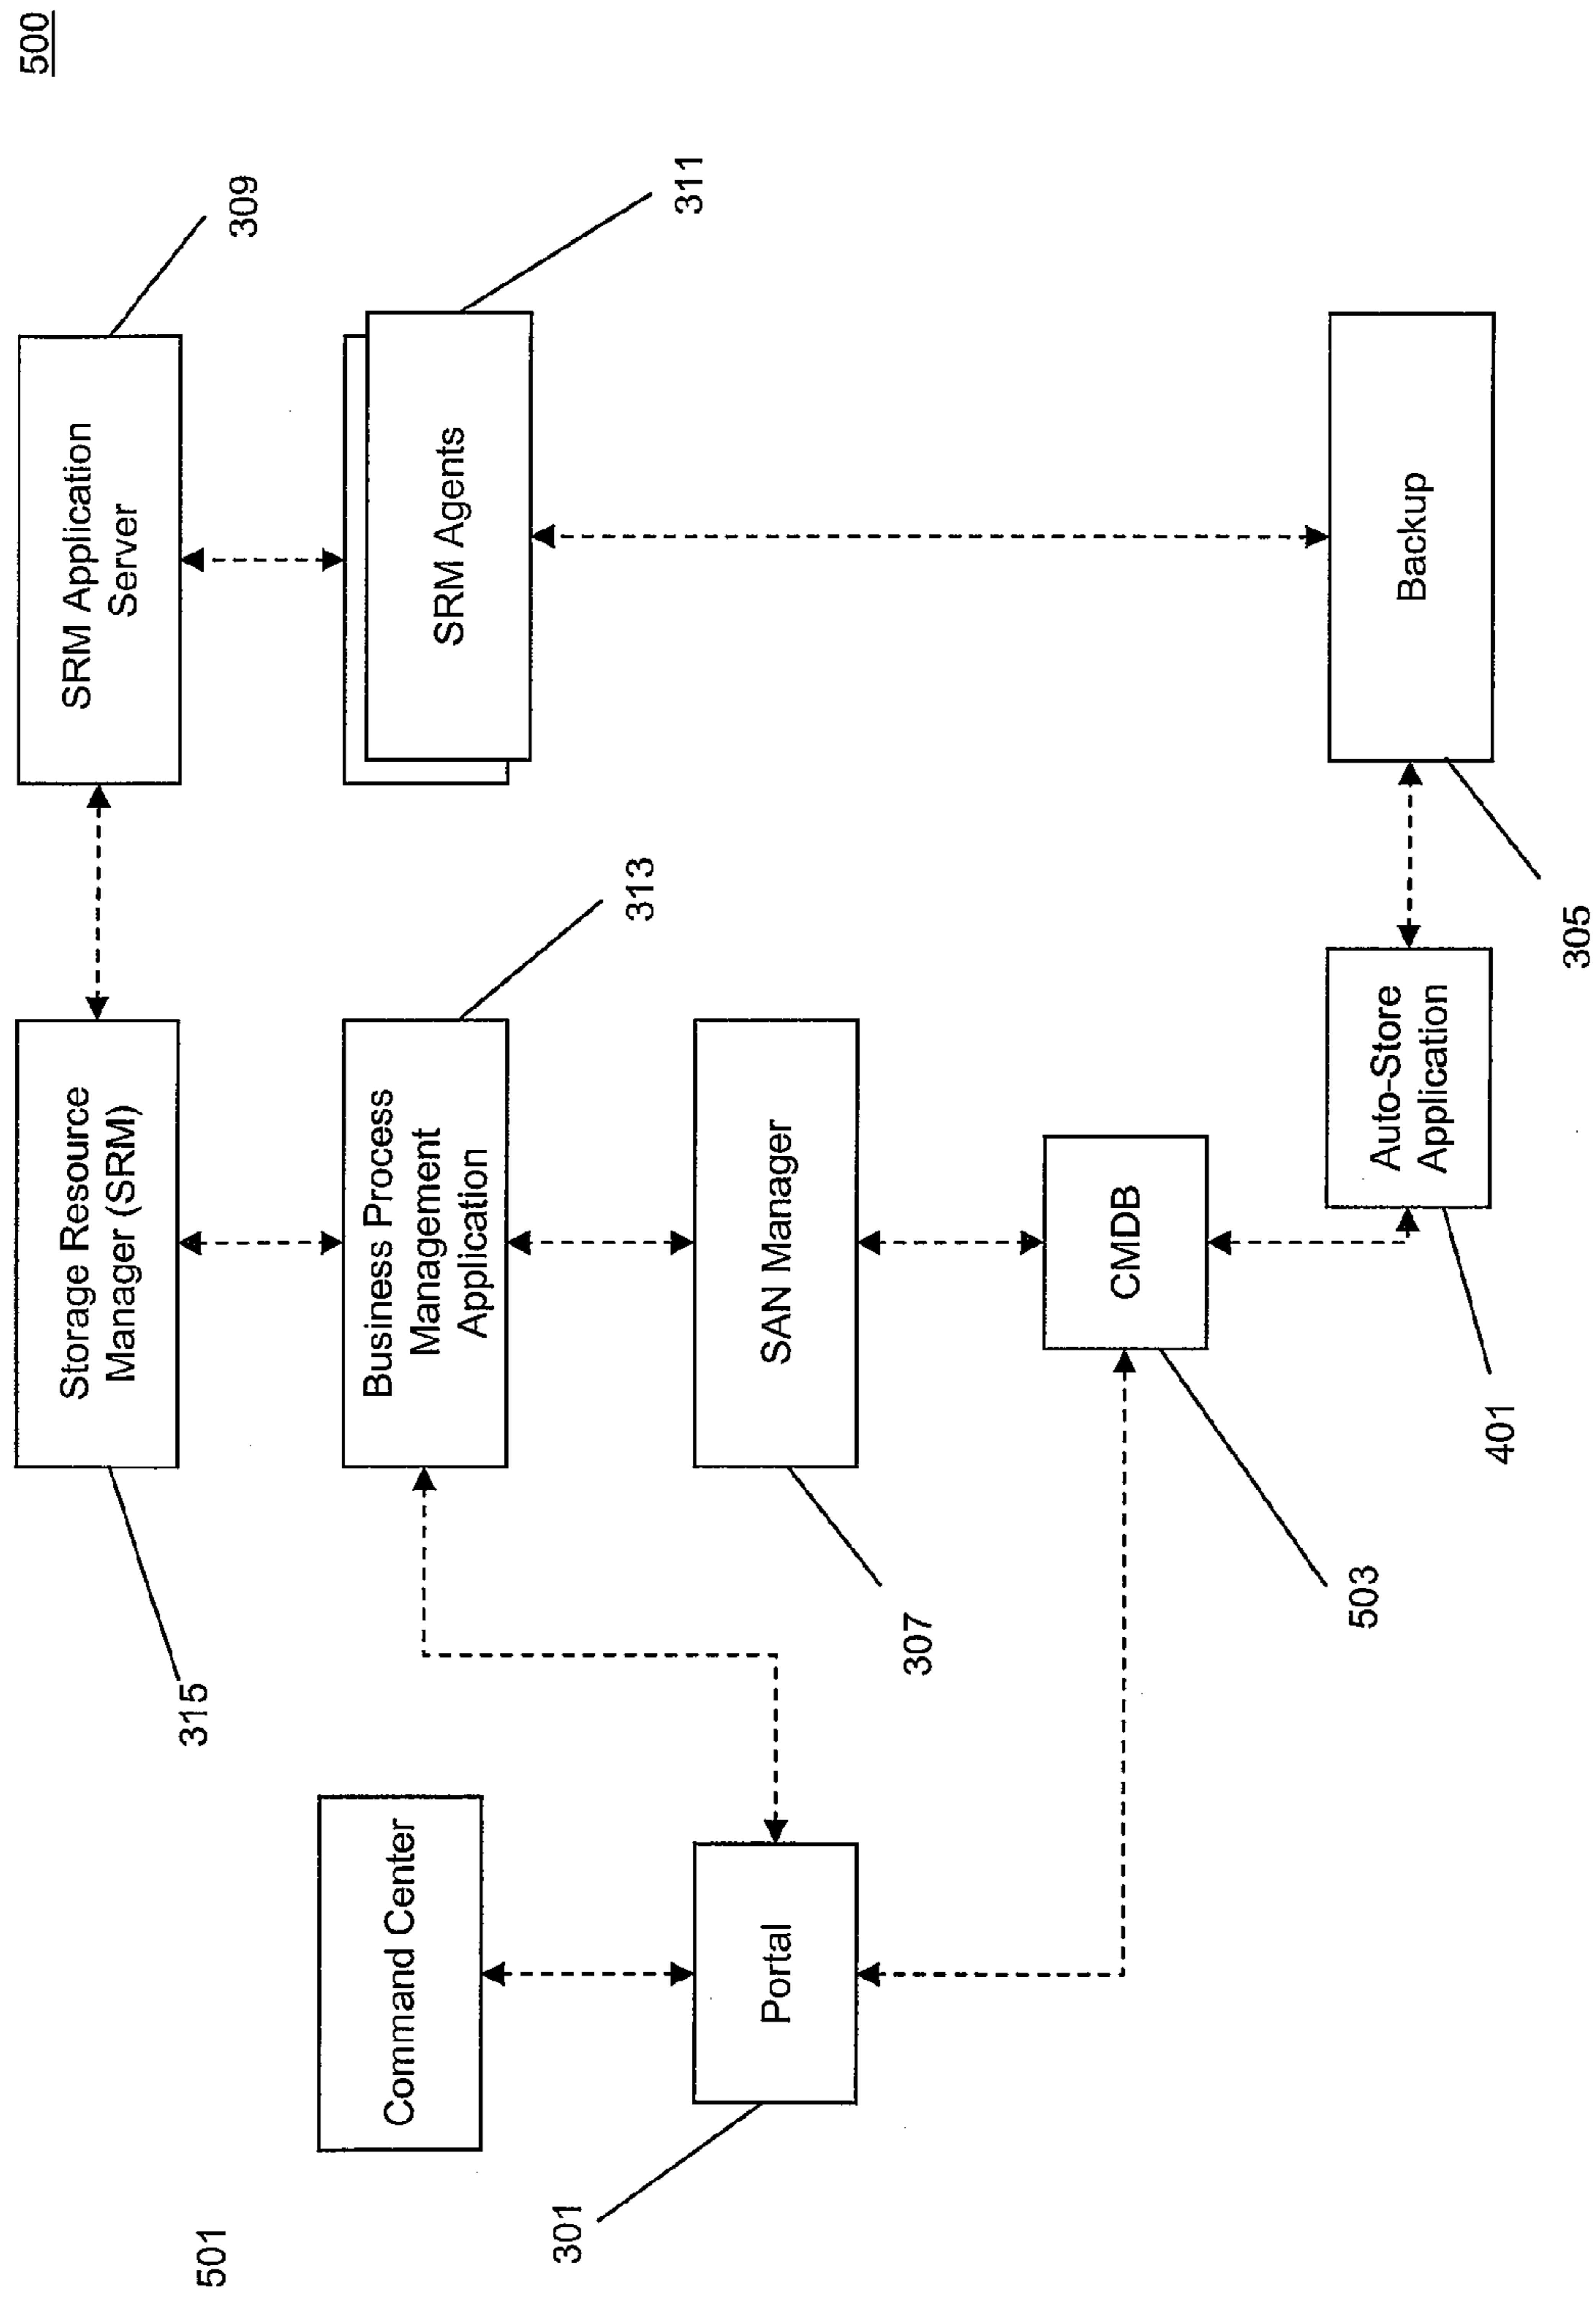 500
SRM Application
Server
309
SRM Agents
311
Backup
305
Storage Resource
Manager (SRM)
315
Business Process
Management
Application
313
SAN Manager
307
CMDB
503
Auto-Store
Application
401
Command Center
501
Portal
301